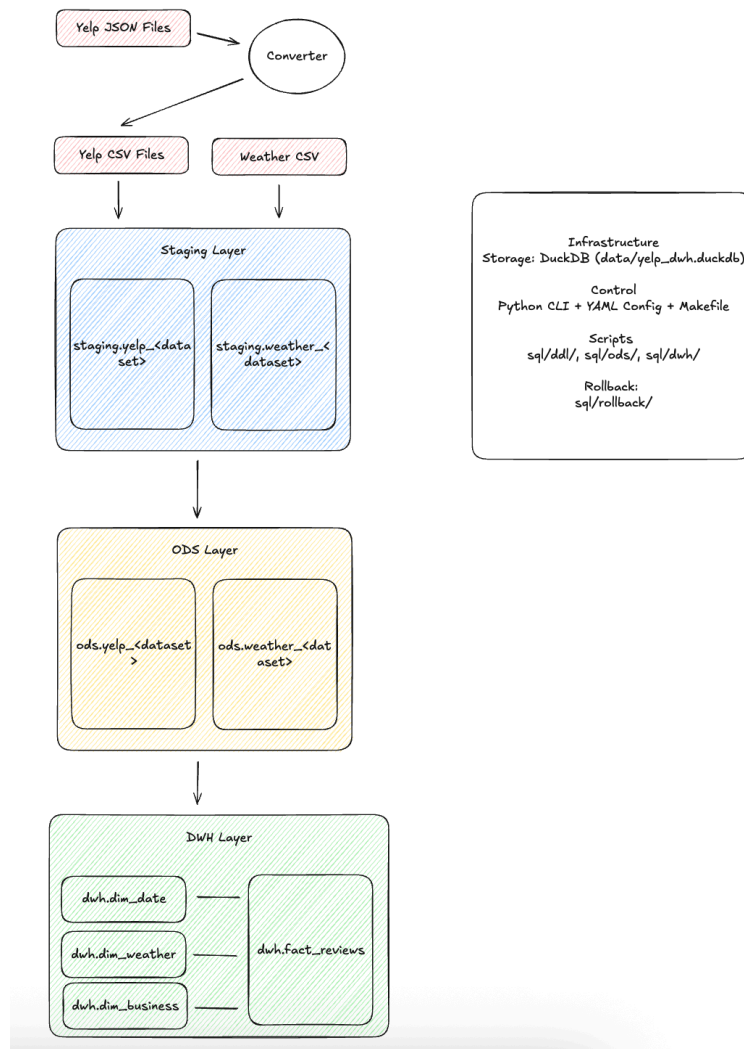 Yelp JSON Files
Converter
Yelp CSV Files
Weather CSV
Staging Layer
staging.yelp_<data
set>
staging.weather_<
dataset>
Infrastructure
Storage: DuckDB (data/yelp_dwh.duckdb)
Control
Python CLI + YAML Config + Makefile
Scripts
sql/ddl/, sql/ods/, sql/dwh/
Rollback:
sql/rollback/
ODS Layer
ods.yelp_<dataset
>
ods.weather_<dat
aset>
DWH Layer
dwh.dim_date
dwh.dim_weather
dwh.dim_business
dwh.fact_reviews